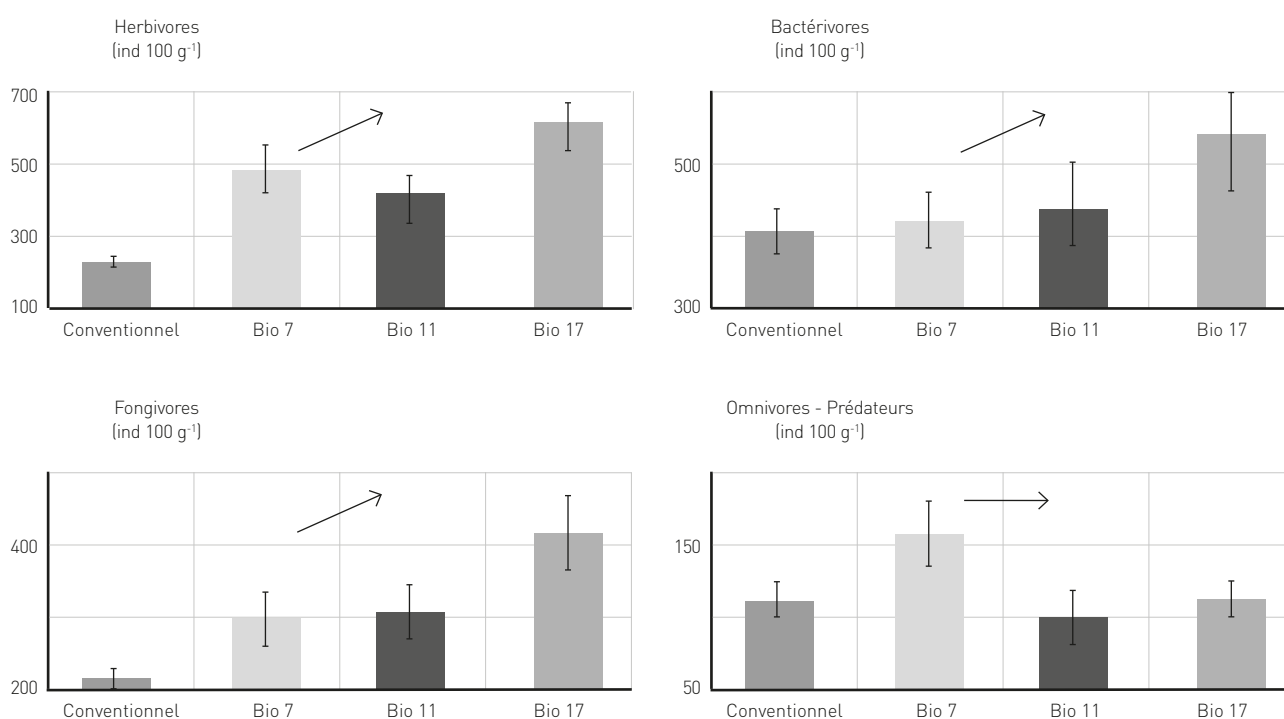 Herbivores
(ind 100 g-1)
700
500
300
100
Conventionnel Bio 7 Bio 11 Bio 17
Bactérivores
(ind 100 g-1)
500
300
Conventionnel Bio 7 Bio 11 Bio 17
Fongivores
(ind 100 g-1)
400
200
Conventionnel Bio 7 Bio 11 Bio 17
Omnivores - Prédateurs
(ind 100 g-1)
150
50
Conventionnel Bio 7 Bio 11 Bio 17